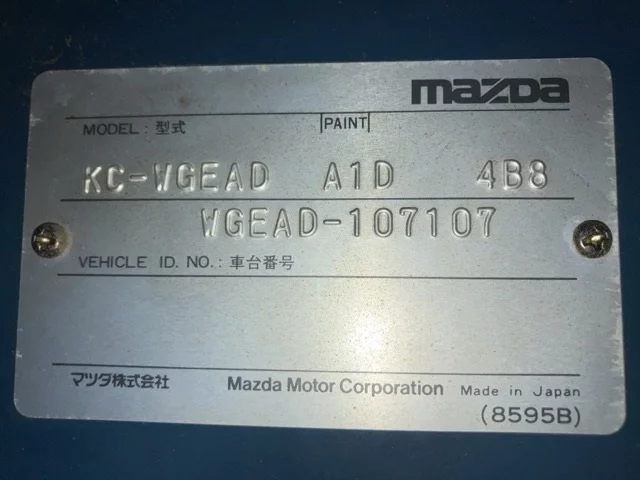 mazda
MODEL : 型式 |PAINT|
KC-WGEAD A1D 4B8
WGEAD-107107
VEHICLE ID. NO.: 車台番号
マツダ株式会社 Mazda Motor Corporation Made in Japan
(8595B)